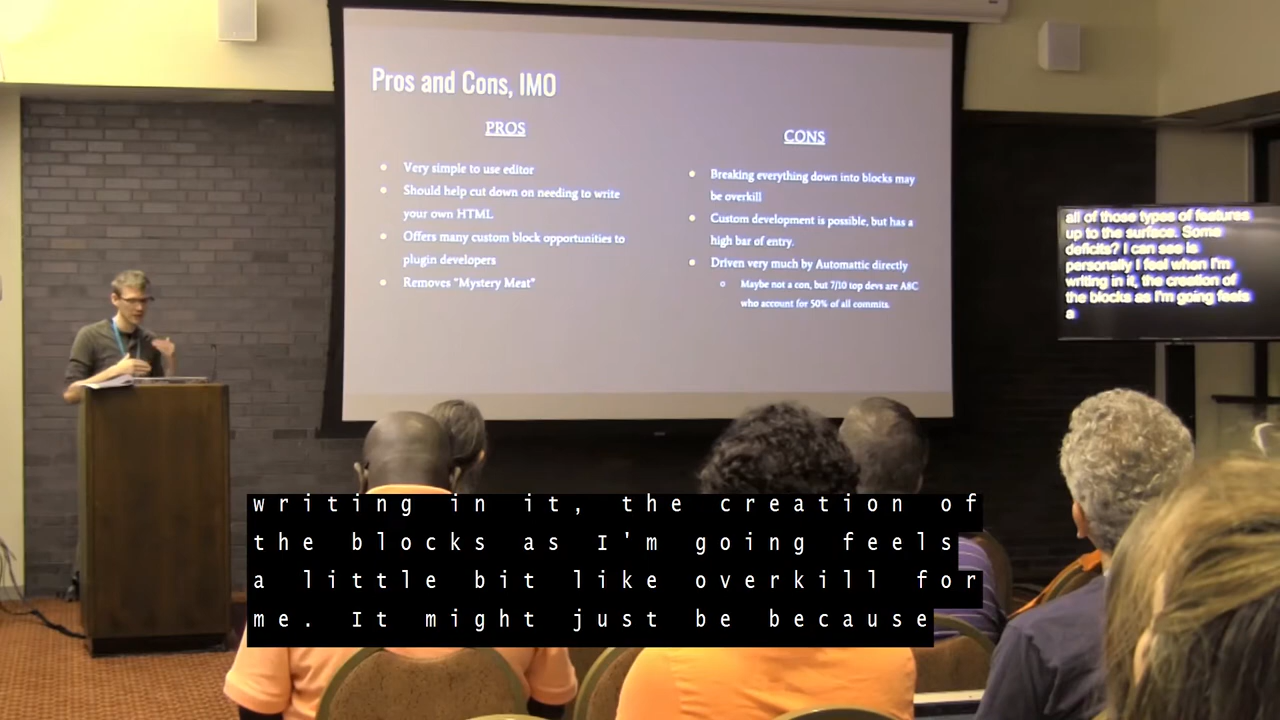 Pros and Cons, IMO
PROS
Very simple to use editor
Should help cut down on needing to write
your own HTML
Offers many custom block opportunities to
plugin developers
Removes "Mystery Meat"
CONS
Breaking everything down into blocks may
be overkill
Custom development is possible, but has a
high bar of entry.
Driven very much by Automattic directly
Maybe not a con, but 7/10 top devs are A8C
who account for 50% of all commits.
all of those types of features
up to the surface. Some
deficits? I can see is
personally I feel when I'm
writing in it, the creation of
the blocks as I'm going feels
a
writing in it, the creation of
the blocks as I'm going feels
a little bit like overkill for
me. It might just be because